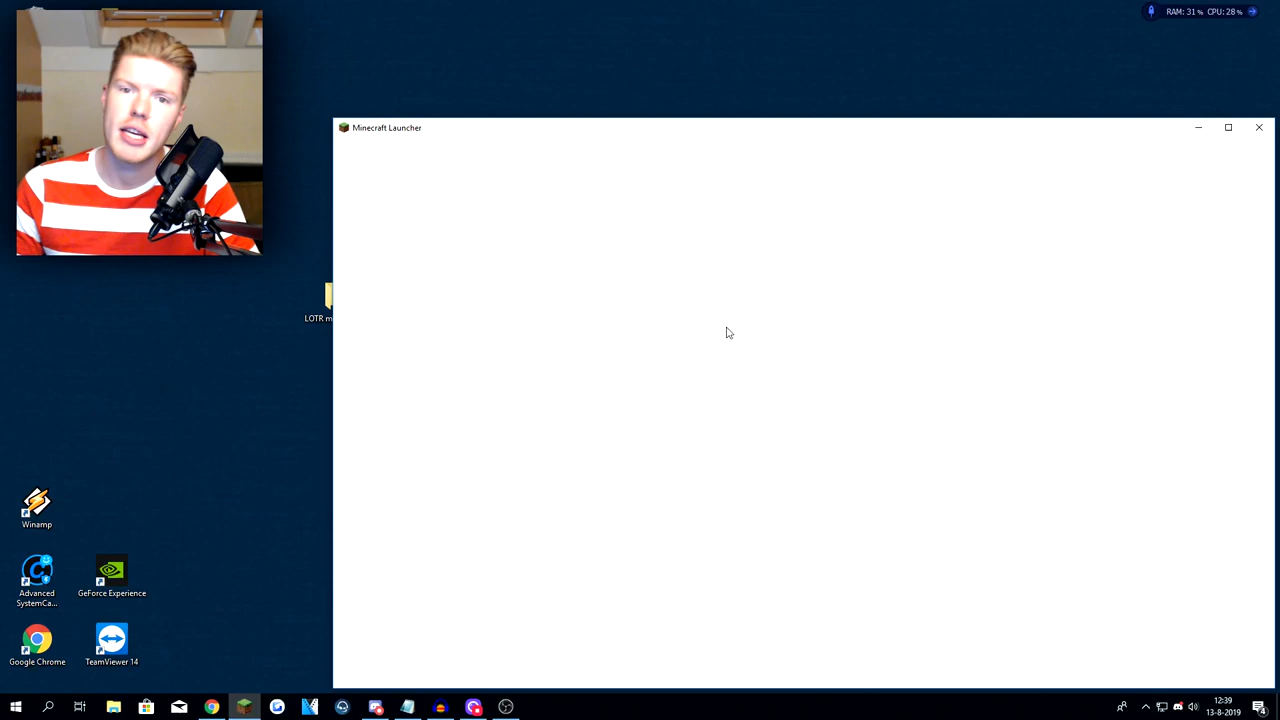 RAM: 31 % CPU: 28 %
Minecraft Launcher
LOTR m
Winamp
Advanced
SystemCa...
GeForce Experience
Google Chrome
TeamViewer 14
12:39
13-8-2019
4